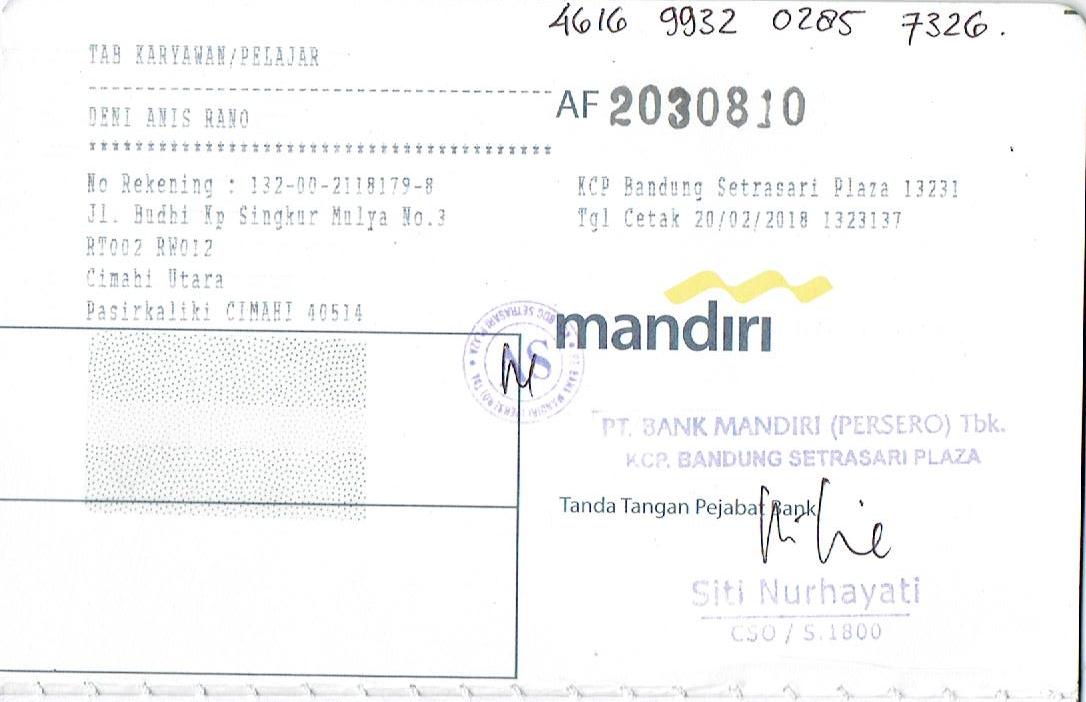 4616 9932 0285 7326.
TAB KARYAWAN/PELAJAR
AF 2030810
DENI ANIS RANO
****************************************
No Rekening : 132-00-2118179-8
Jl. Budhi Kp Singkur Mulya No.3
RT002 RW012
Cimahi Utara
Pasirkaliki CIMAHI 40514
KCP Bandung Setrasari Plaza 13231
Tgl Cetak 20/02/2018 1323137
mandiri
PT. BANK MANDIRI (PERSERO) Tbk.
KCP. BANDUNG SETRASARI PLAZA
Tanda Tangan Pejabat Bank
Siti Nurhayati
CSO / S.1800